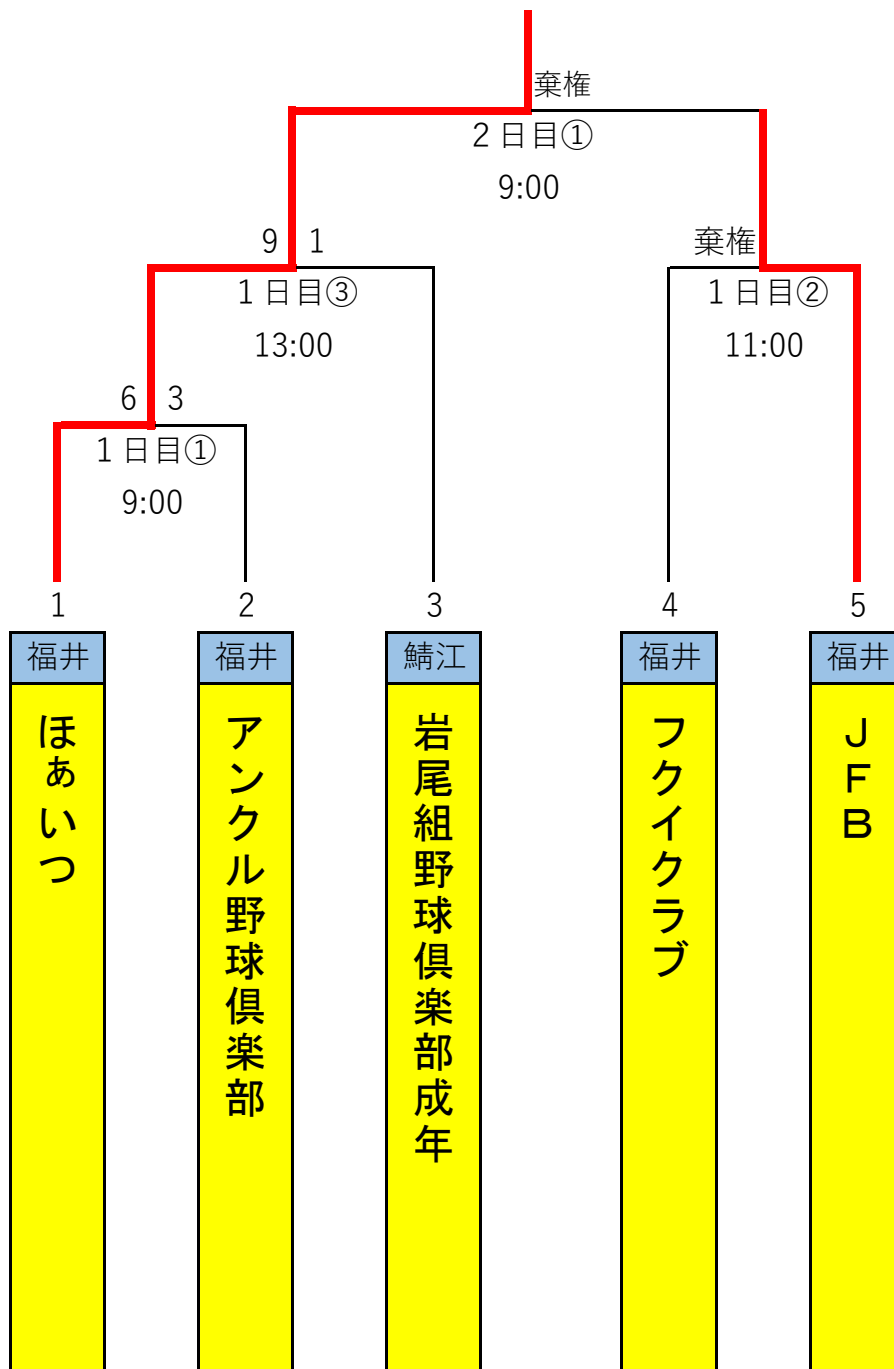 棄権
2日目①
9:00
9 1
棄権
1日目③
1日目②
13:00
11:00
6 3
1日目①
9:00
1 2 3 4 5
福井 福井 鯖江 福井 福井
ほぁいつ
アンクル野球倶楽部
岩尾組野球倶楽部成年
フクイクラブ
JFB